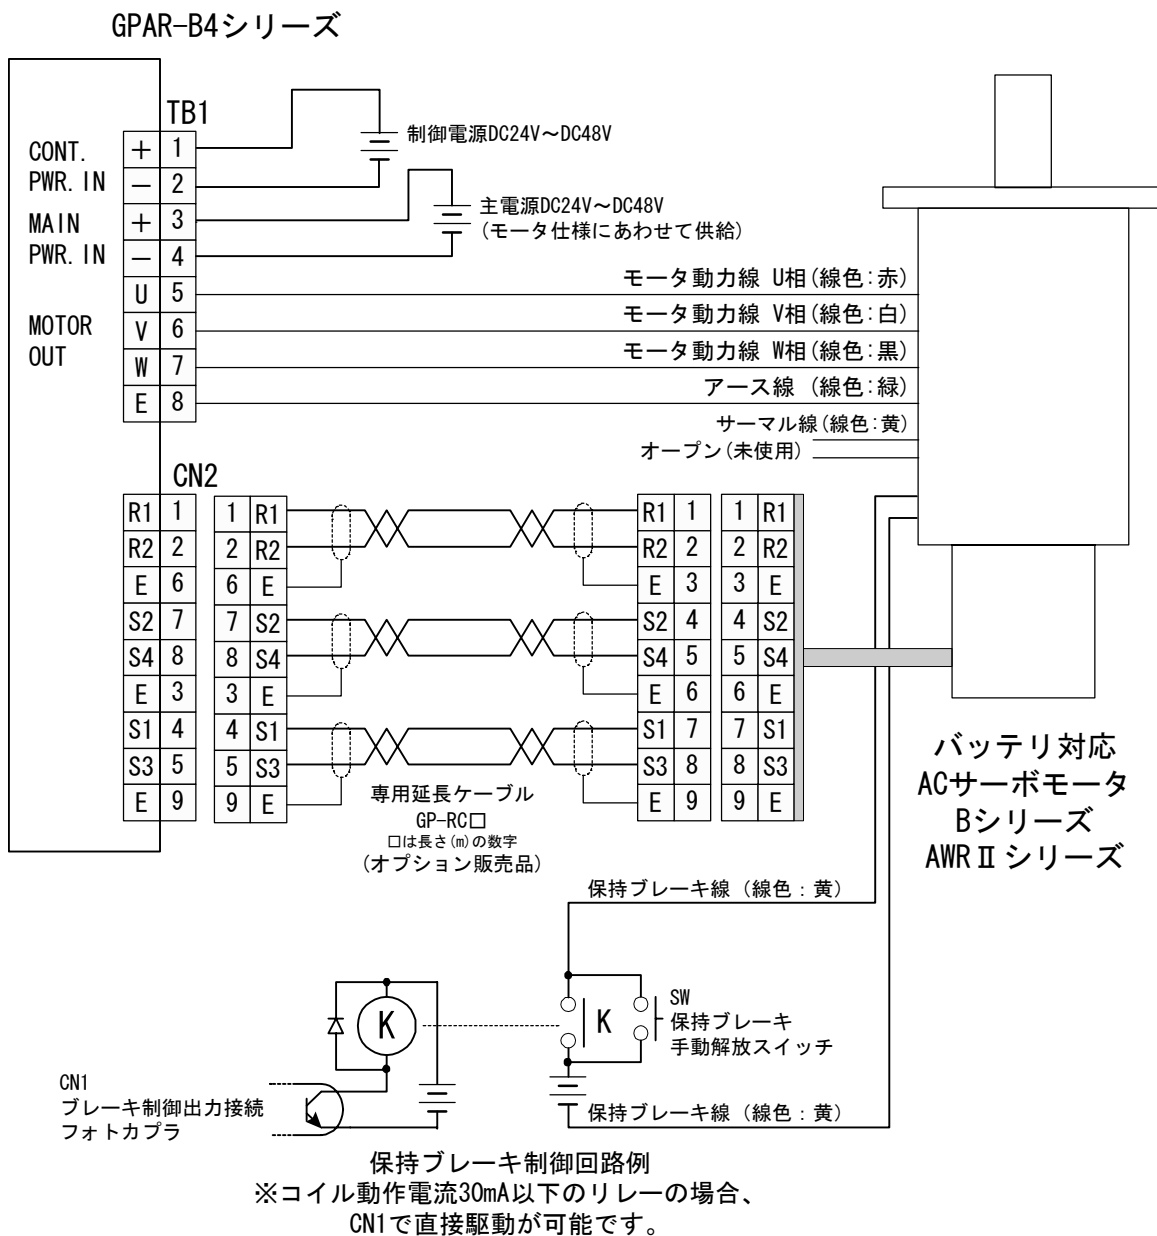 GPAR-B4シリーズ
TB1
CONT.
PWR. IN
+ 1
- 2
制御電源DC24V～DC48V
MAIN
PWR. IN
+ 3
- 4
主電源DC24V～DC48V
(モータ仕様にあわせて供給)
MOTOR
OUT
U 5
V 6
W 7
E 8
モータ動力線 U相(線色:赤)
モータ動力線 V相(線色:白)
モータ動力線 W相(線色:黒)
アース線 (線色:緑)
サーマル線(線色:黄)
オープン(未使用)
CN2
R1 1 1 R1 R1 1 1 R1
R2 2 2 R2 R2 2 2 R2
E 6 6 E E 3 3 E
S2 7 7 S2 S2 4 4 S2
S4 8 8 S4 S4 5 5 S4
E 3 3 E E 6 6 E
S1 4 4 S1 S1 7 7 S1
S3 5 5 S3 S3 8 8 S3
E 9 9 E E 9 9 E
専用延長ケーブル
GP-RC□
□は長さ(m)の数字
(オプション販売品)
バッテリ対応
ACサーボモータ
Bシリーズ
AWRⅡシリーズ
保持ブレーキ線 (線色：黄)
K
K
SW
保持ブレーキ
手動解放スイッチ
CN1
ブレーキ制御出力接続
フォトカプラ
保持ブレーキ線 (線色：黄)
保持ブレーキ制御回路例
※コイル動作電流30mA以下のリレーの場合、
CN1で直接駆動が可能です。